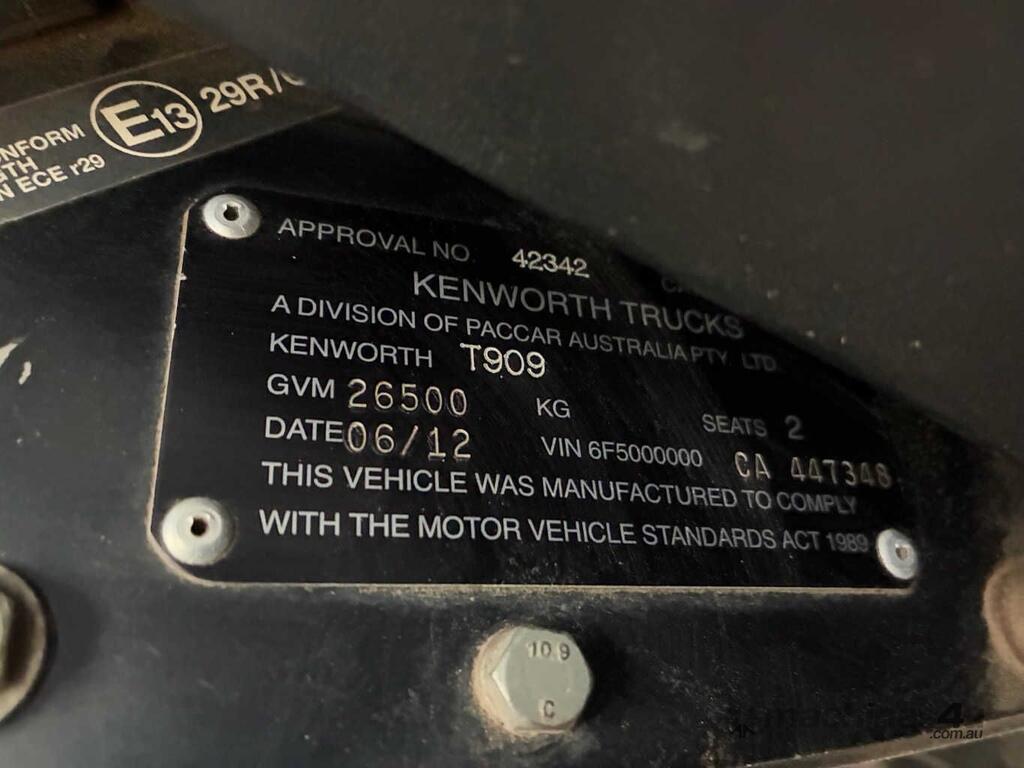 E13 29R/
CONFORM
N ECE r29
APPROVAL NO. 42342
KENWORTH TRUCKS
A DIVISION OF PACCAR AUSTRALIA PTY. LTD.
KENWORTH T909
GVM 26500 KG SEATS 2
DATE 06/12 VIN 6F5000000 CA 447348
THIS VEHICLE WAS MANUFACTURED TO COMPLY
WITH THE MOTOR VEHICLE STANDARDS ACT 1989
10 9
C
machines4u
.com.au